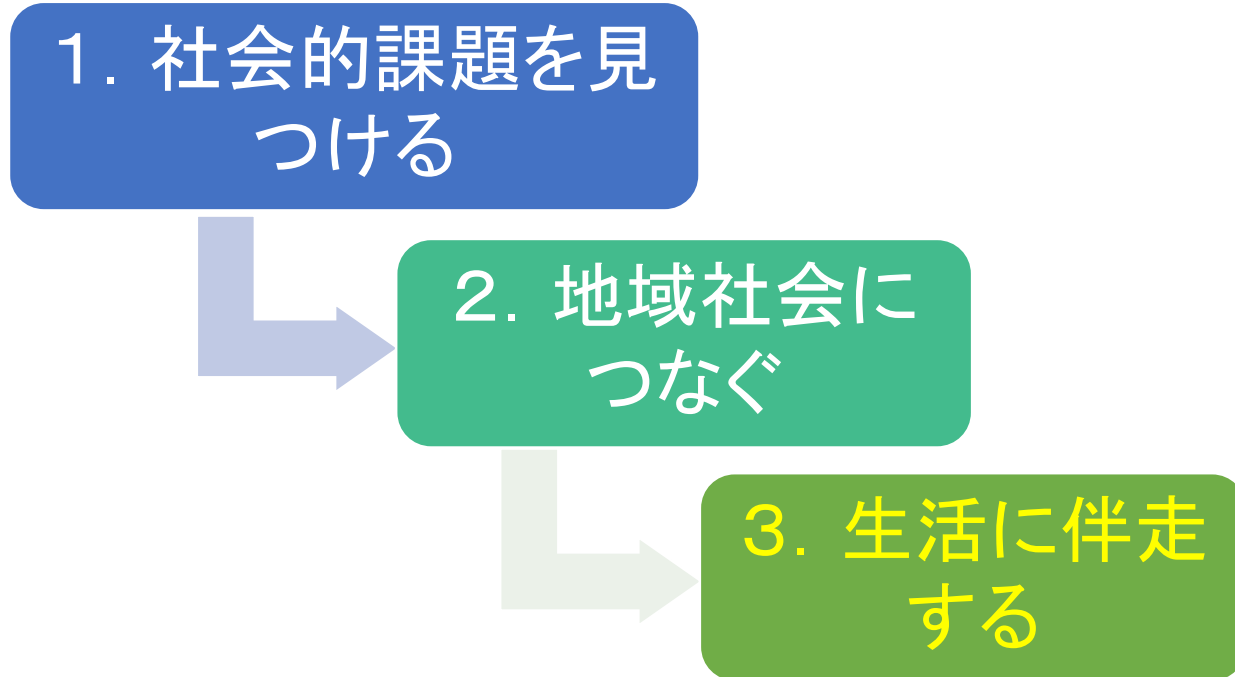 １．社会的課題を見
つける
２．地域社会に
つなぐ
３．生活に伴走
する